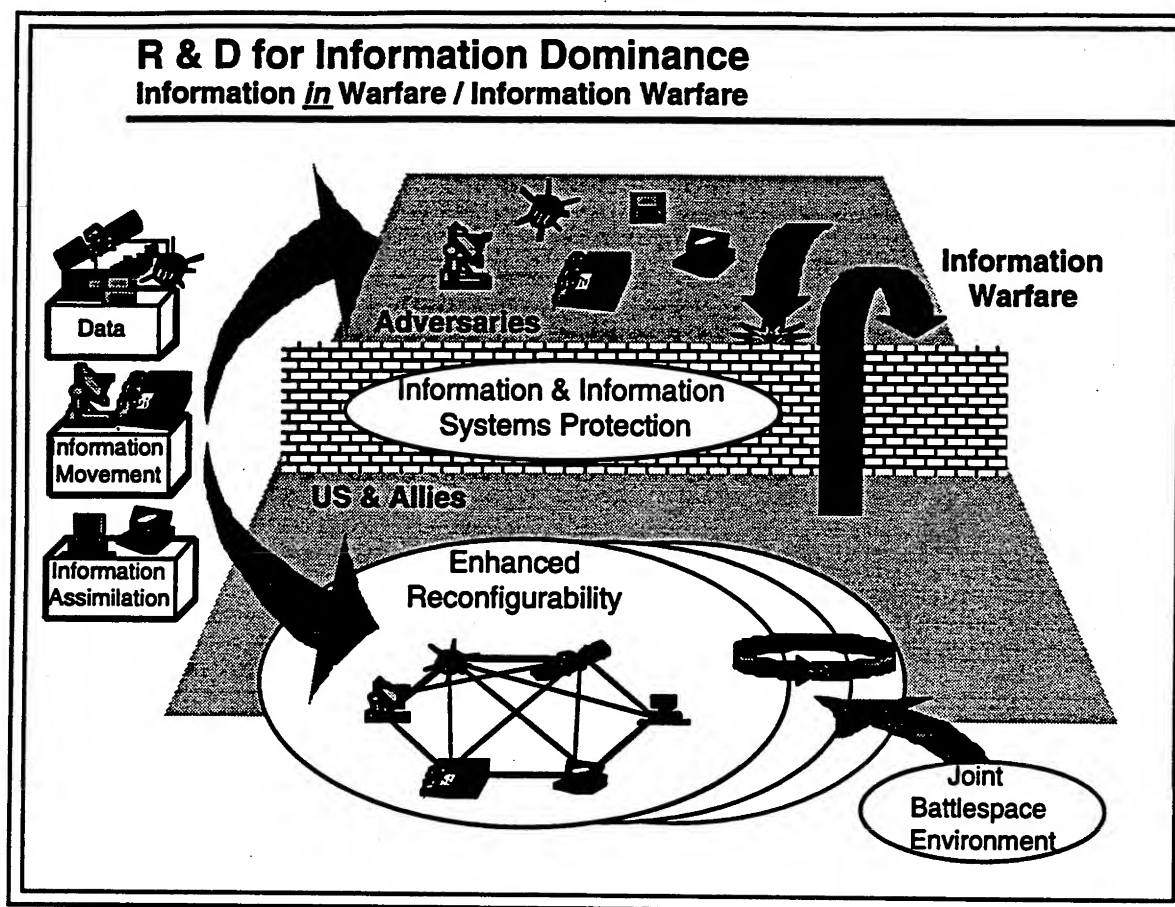 R & D for Information Dominance
Information in Warfare / Information Warfare
Data
Information
Movement
Information
Assimilation
Adversaries
Information
Warfare
Information & Information
Systems Protection
US & Allies
Enhanced
Reconfigurability
Joint
Battlespace
Environment